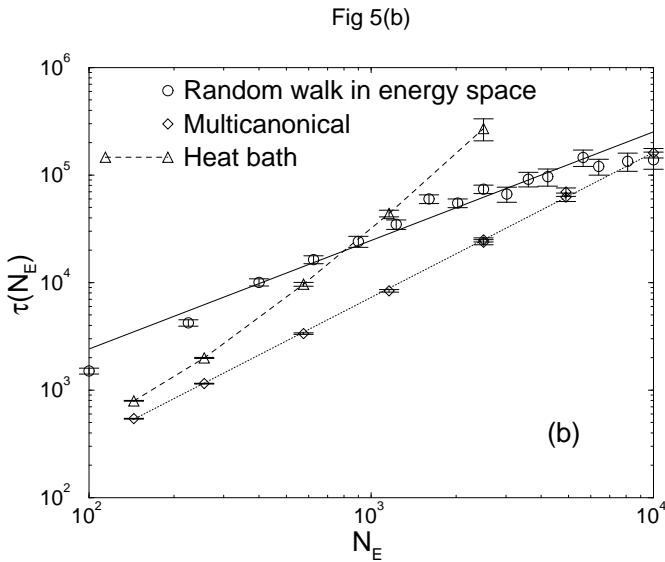 Fig 5(b)
10^6
Random walk in energy space
Multicanonical
Heat bath
10^5
τ(N_E)
10^4
10^3
(b)
10^2
10^2 10^3 10^4
N_E